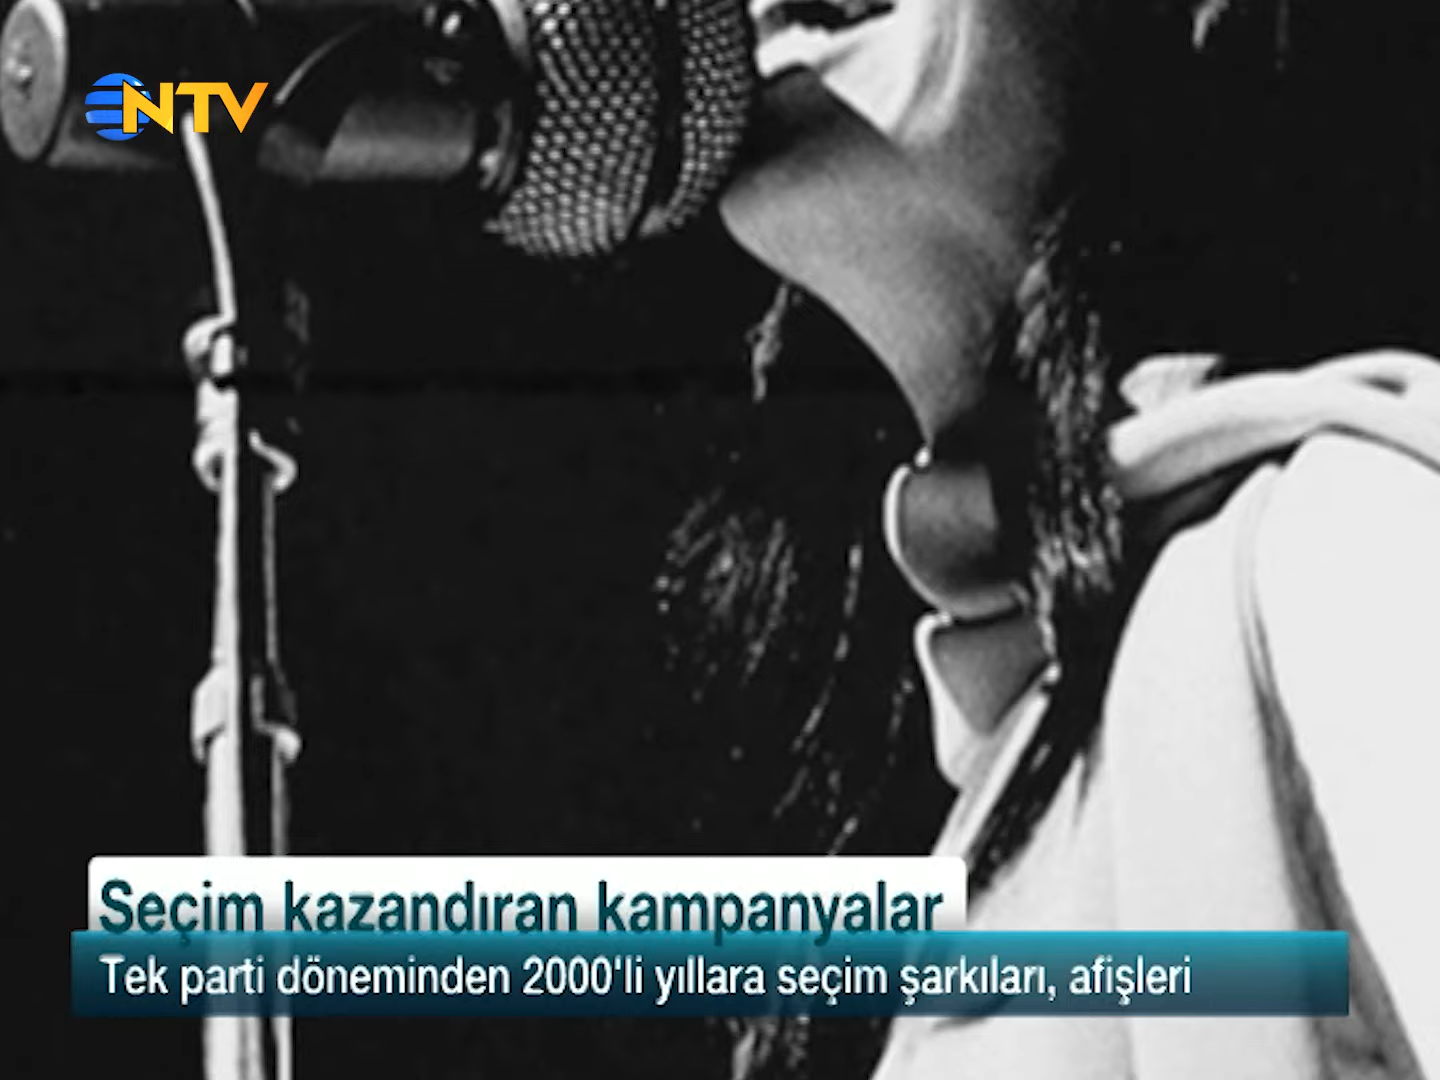 NTV
Seçim kazandıran kampanyalar
Tek parti döneminden 2000'li yıllara seçim şarkıları, afişleri